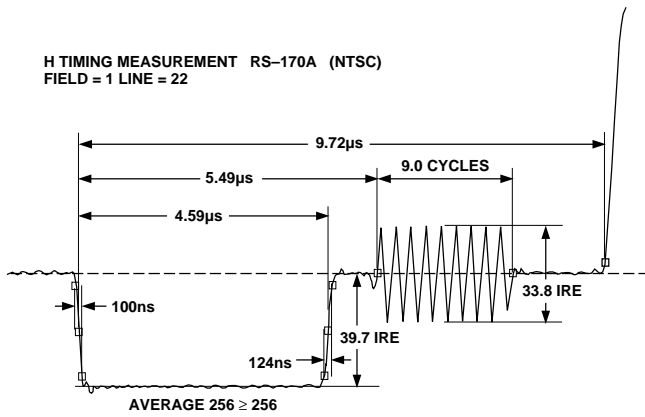 H TIMING MEASUREMENT RS–170A (NTSC)
FIELD = 1 LINE = 22
9.72µs
5.49µs
9.0 CYCLES
4.59µs
100ns
33.8 IRE
39.7 IRE
124ns
AVERAGE 256 ≥ 256